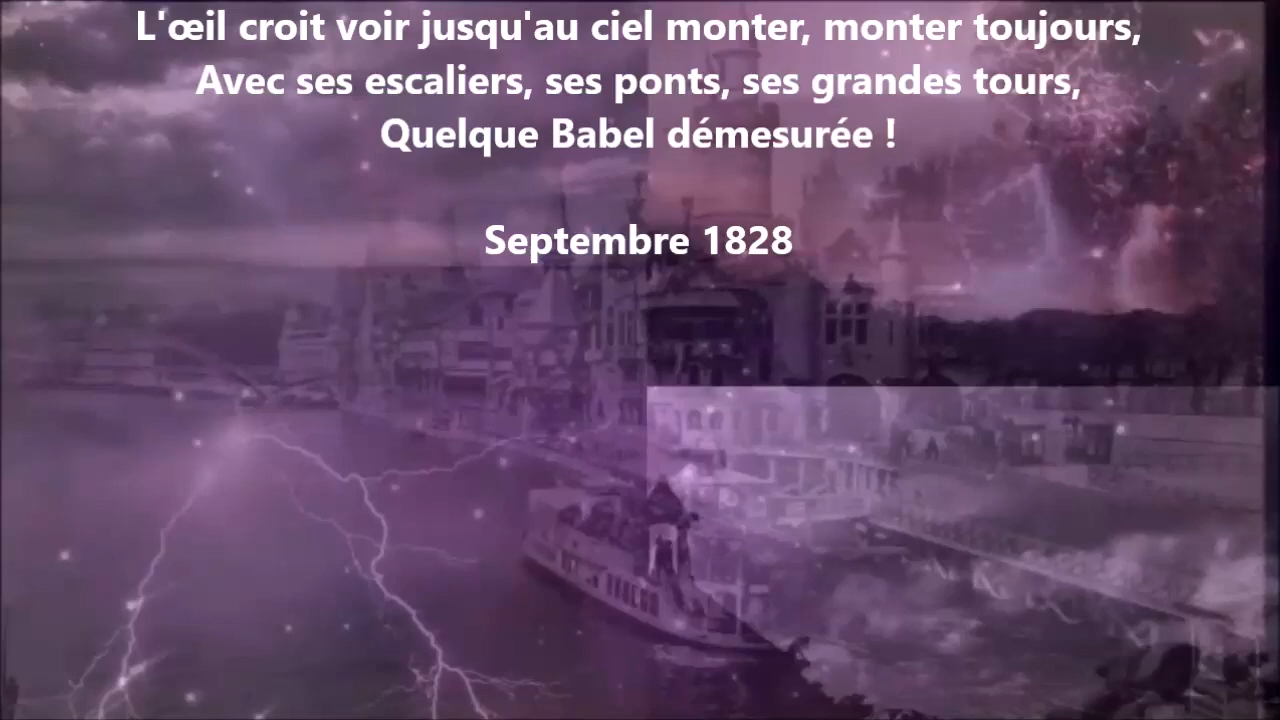 L'œil croit voir jusqu'au ciel monter, monter toujours,
Avec ses escaliers, ses ponts, ses grandes tours,
Quelque Babel démesurée !
Septembre 1828